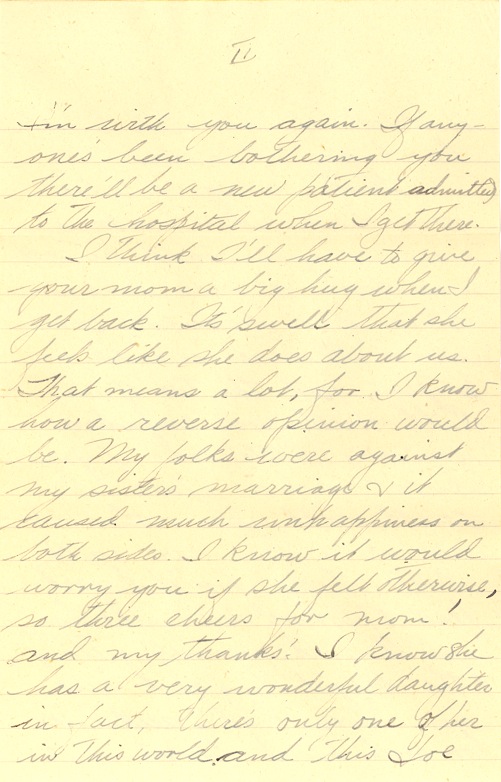 II
I'm with you again. If any-
one's been bothering you
there'll be a new patient admitted
to the hospital when I get there.
I think I'll have to give
your mom a big hug when I
get back. It's swell that she
feels like she does about us.
That means a lot, for I know
how a reverse opinion would
be. My folks were against
my sister's marriage & it
caused much unhappiness on
both sides. I know it would
worry you if she felt otherwise,
so three cheers for mom!
and my thanks! I know she
has a very wonderful daughter
in fact, there's only one of her
in this world and this Joe